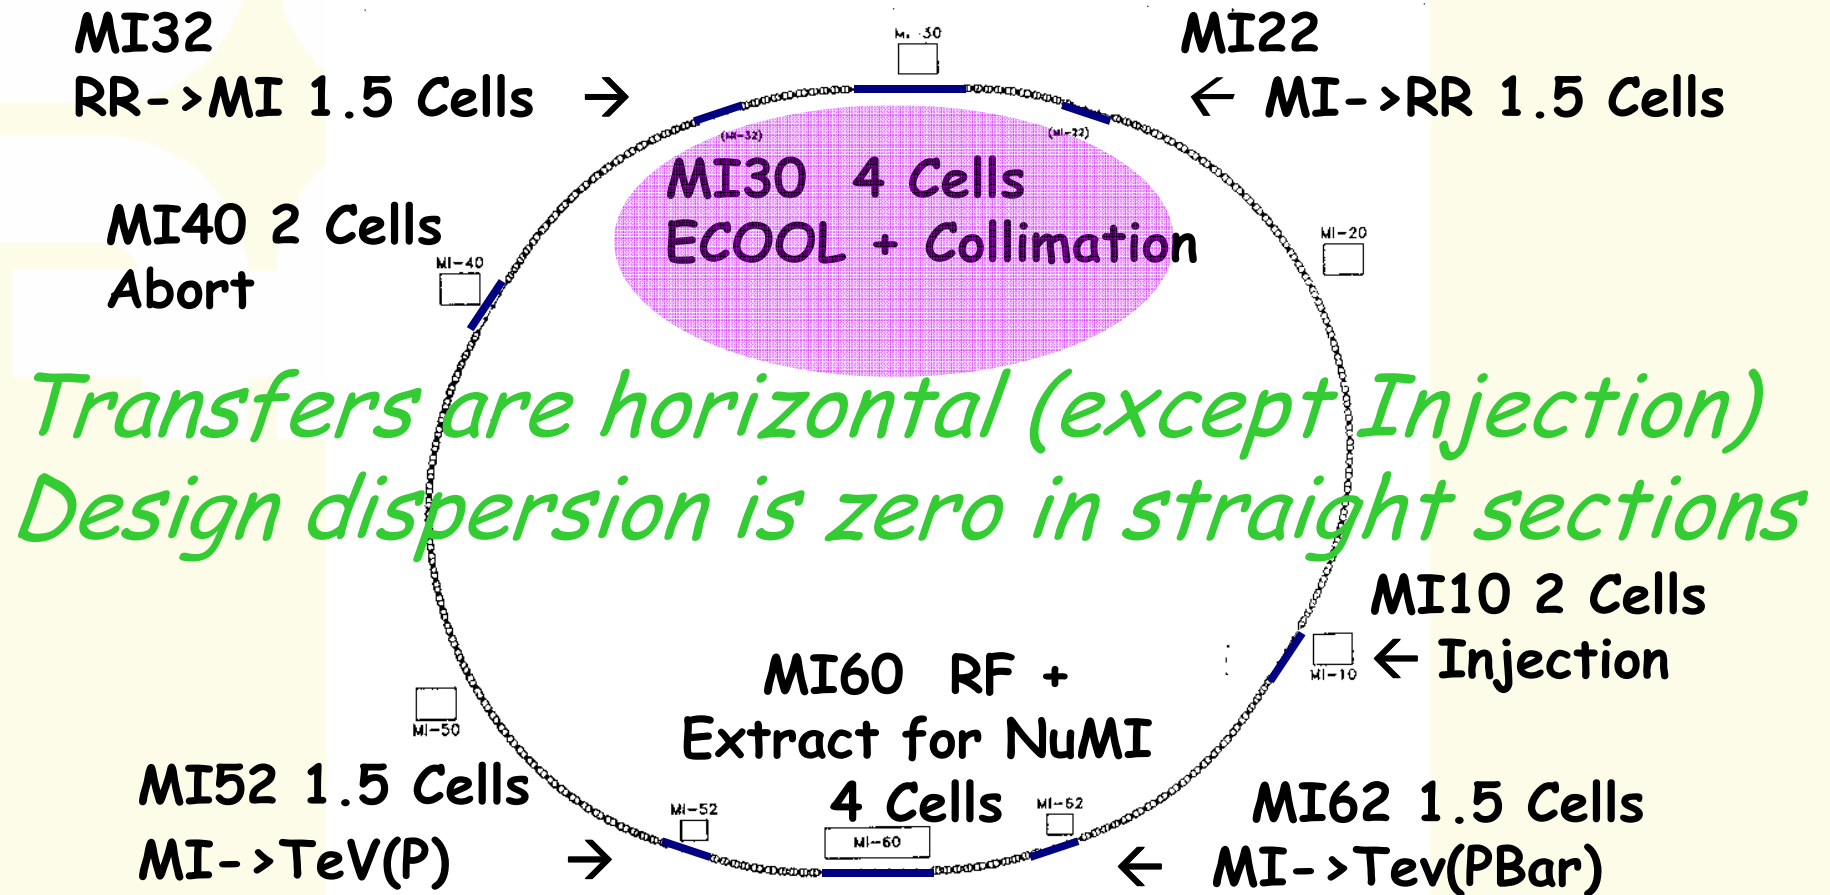 MI32
RR->MI 1.5 Cells →
MI-30
MI22
← MI->RR 1.5 Cells
(MI-32)
(MI-22)
MI30 4 Cells
ECOOL + Collimation
MI40 2 Cells
Abort
MI-40
MI-20
Transfers are horizontal (except Injection)
Design dispersion is zero in straight sections
MI10 2 Cells
← Injection
MI-10
MI60 RF +
Extract for NuMI
4 Cells
MI-50
MI52 1.5 Cells
MI->TeV(P) →
MI-52
MI-60
MI-62
MI62 1.5 Cells
← MI->Tev(PBar)